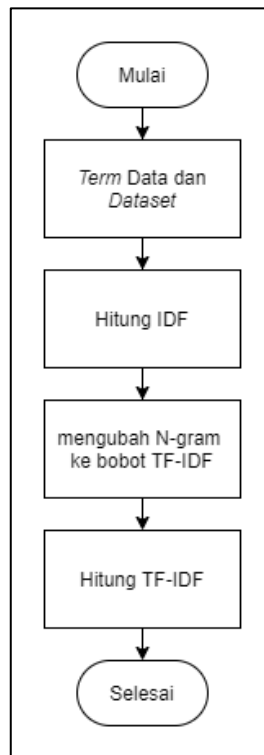 Mulai
Term Data dan
Dataset
Hitung IDF
mengubah N-gram
ke bobot TF-IDF
Hitung TF-IDF
Selesai